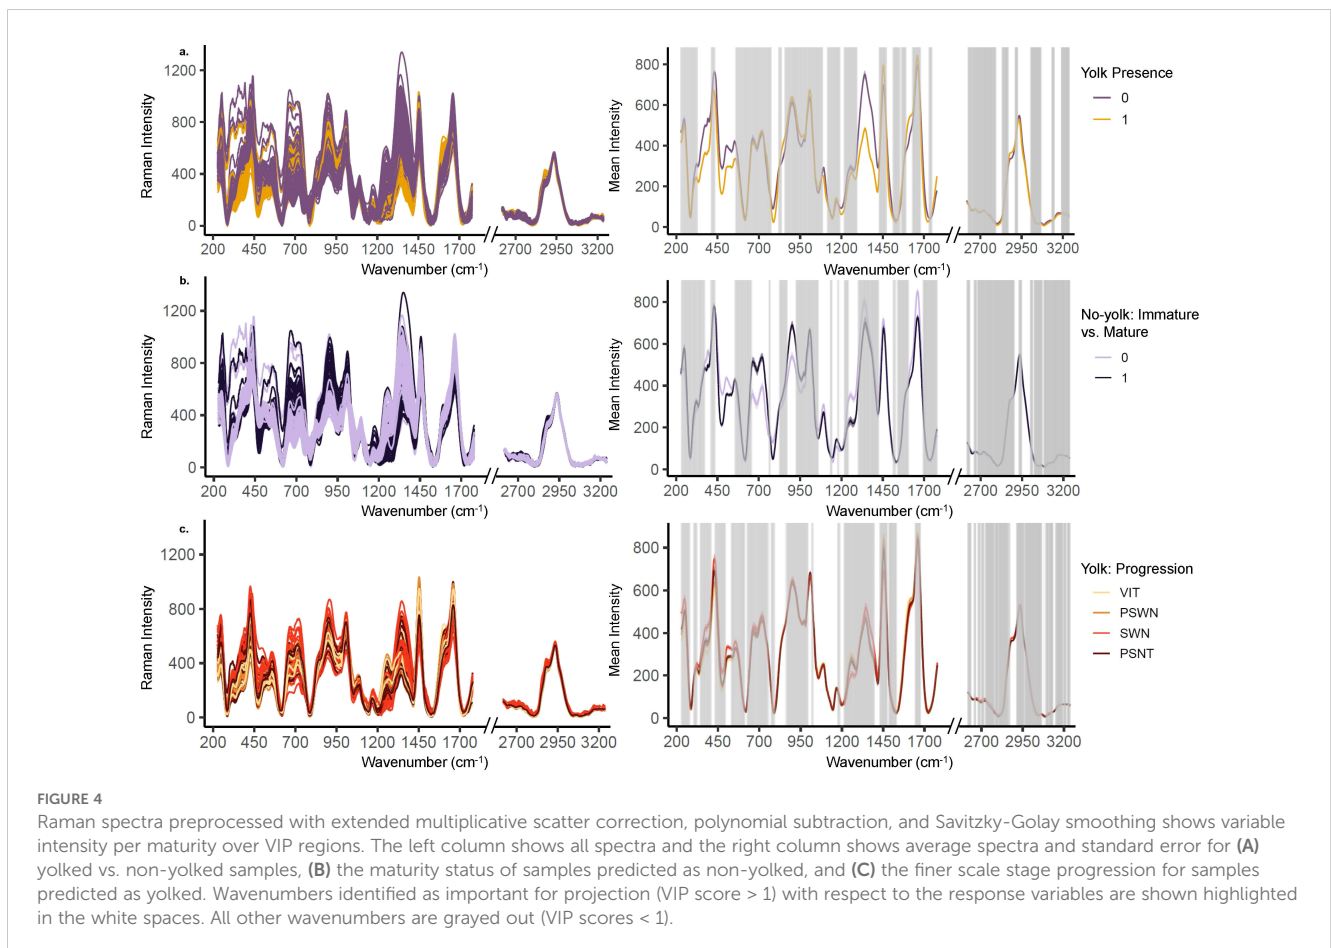 a.
1200
800
400
0
Raman Intensity
200 450 700 950 1200 1450 1700 2700 2950 3200
Wavenumber (cm-1)
800
600
400
200
0
Mean Intensity
200 450 700 950 1200 1450 1700 2700 2950 3200
Wavenumber (cm-1)
Yolk Presence
0
1
b.
1200
800
400
0
Raman Intensity
200 450 700 950 1200 1450 1700 2700 2950 3200
Wavenumber (cm-1)
800
600
400
200
0
Mean Intensity
200 450 700 950 1200 1450 1700 2700 2950 3200
Wavenumber (cm-1)
No-yolk: Immature
vs. Mature
0
1
c.
1200
800
400
0
Raman Intensity
200 450 700 950 1200 1450 1700 2700 2950 3200
Wavenumber (cm-1)
800
600
400
200
0
Mean Intensity
200 450 700 950 1200 1450 1700 2700 2950 3200
Wavenumber (cm-1)
Yolk: Progression
VIT
PSWN
SWN
PSNT
FIGURE 4
Raman spectra preprocessed with extended multiplicative scatter correction, polynomial subtraction, and Savitzky-Golay smoothing shows variable
intensity per maturity over VIP regions. The left column shows all spectra and the right column shows average spectra and standard error for (A)
yolked vs. non-yolked samples, (B) the maturity status of samples predicted as non-yolked, and (C) the finer scale stage progression for samples
predicted as yolked. Wavenumbers identified as important for projection (VIP score > 1) with respect to the response variables are shown highlighted
in the white spaces. All other wavenumbers are grayed out (VIP scores < 1).